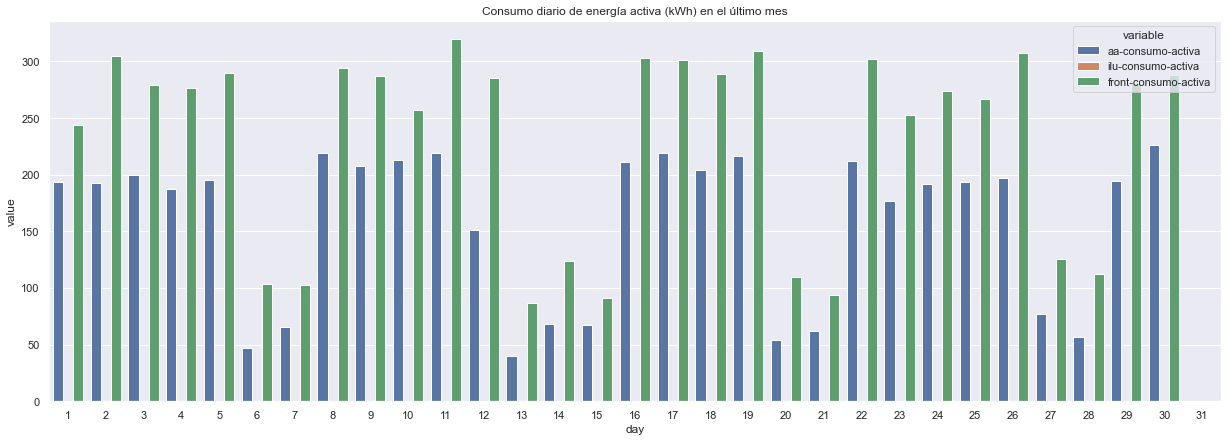 Consumo diario de energía activa (kWh) en el último mes
variable
aa-consumo-activa
ilu-consumo-activa
front-consumo-activa
300
250
200
150
100
50
0
value
1 2 3 4 5 6 7 8 9 10 11 12 13 14 15 16 17 18 19 20 21 22 23 24 25 26 27 28 29 30 31
day